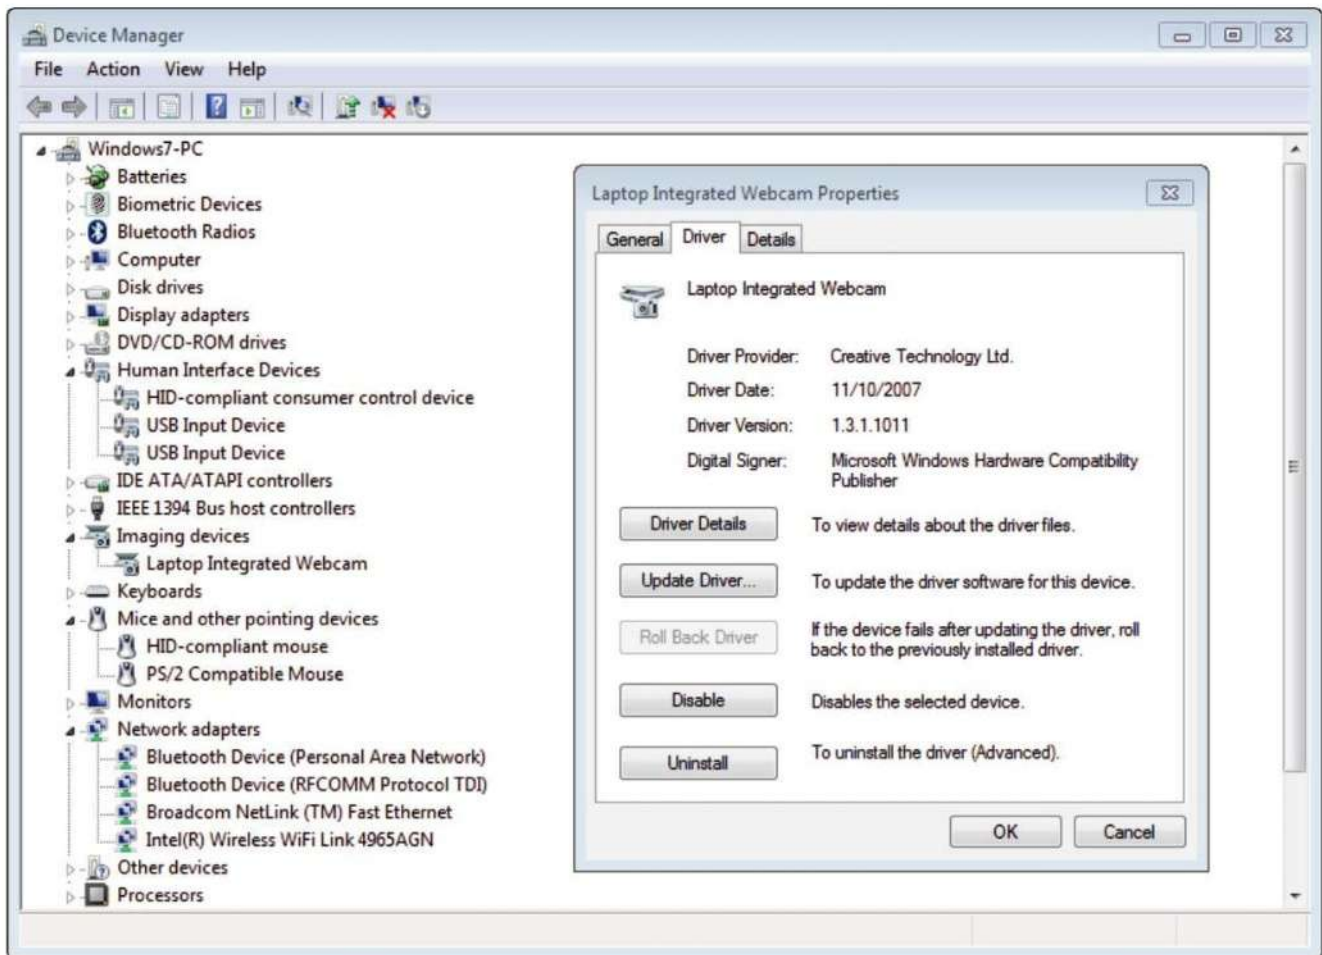 Device Manager
File Action View Help
Windows7-PC
Batteries
Biometric Devices
Bluetooth Radios
Computer
Disk drives
Display adapters
DVD/CD-ROM drives
Human Interface Devices
HID-compliant consumer control device
USB Input Device
USB Input Device
IDE ATA/ATAPI controllers
IEEE 1394 Bus host controllers
Imaging devices
Laptop Integrated Webcam
Keyboards
Mice and other pointing devices
HID-compliant mouse
PS/2 Compatible Mouse
Monitors
Network adapters
Bluetooth Device (Personal Area Network)
Bluetooth Device (RFCOMM Protocol TDI)
Broadcom NetLink (TM) Fast Ethernet
Intel(R) Wireless WiFi Link 4965AGN
Other devices
Processors
Laptop Integrated Webcam Properties
General Driver Details
Laptop Integrated Webcam
Driver Provider: Creative Technology Ltd.
Driver Date: 11/10/2007
Driver Version: 1.3.1.1011
Digital Signer: Microsoft Windows Hardware Compatibility
Publisher
Driver Details To view details about the driver files.
Update Driver... To update the driver software for this device.
Roll Back Driver If the device fails after updating the driver, roll
back to the previously installed driver.
Disable Disables the selected device.
Uninstall To uninstall the driver (Advanced).
OK Cancel